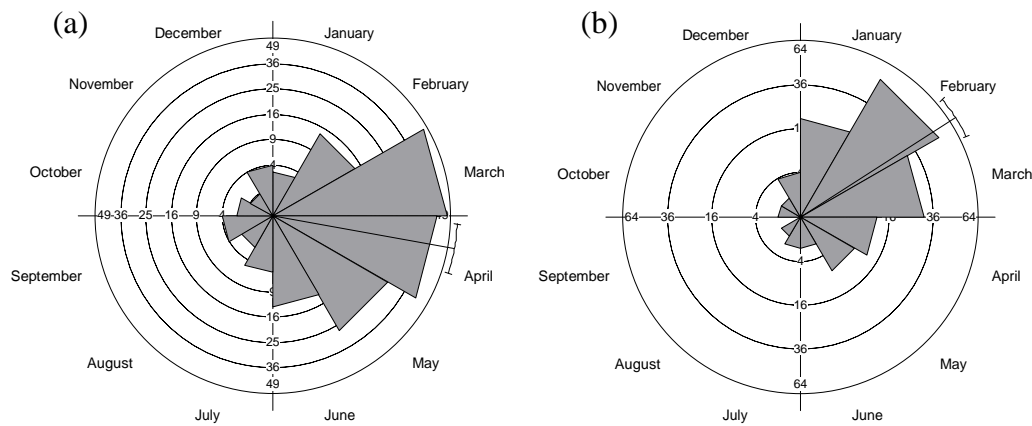 (a)
December
January
November
February
October
March
September
April
August
May
July
June
49
36
25
16
9
4
49 36 25 16 9 4
9
16
25
36
49
(b)
December
January
November
February
October
March
September
April
August
May
July
June
64
36
4
64 36 16 4
36 64
4
16
36
64